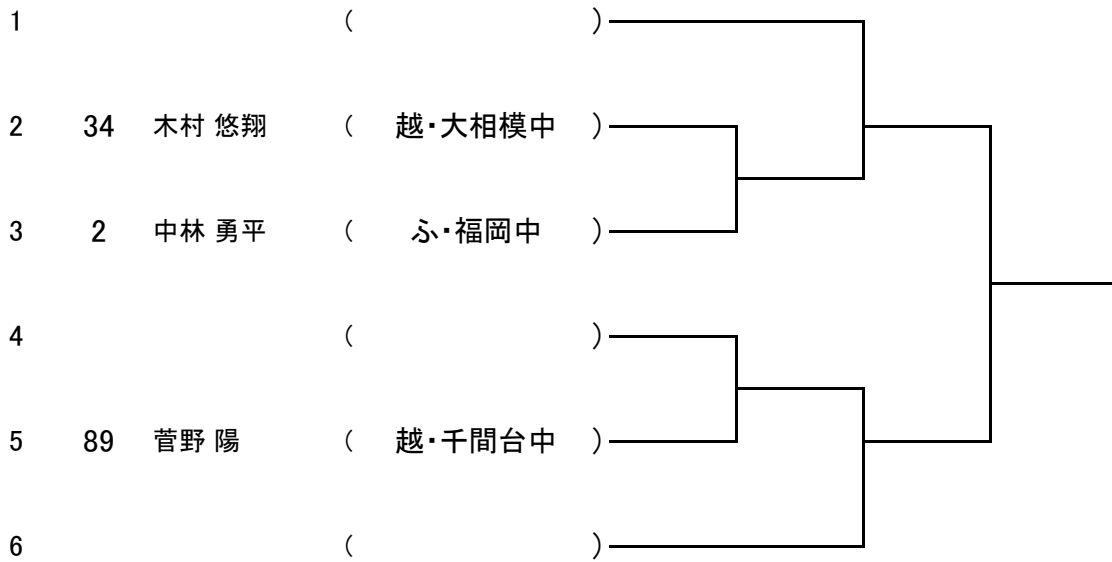 1 ( )
2 34 木村 悠翔 ( 越・大相模中 )
3 2 中林 勇平 ( ふ・福岡中 )
4 ( )
5 89 菅野 陽 ( 越・千間台中 )
6 ( )